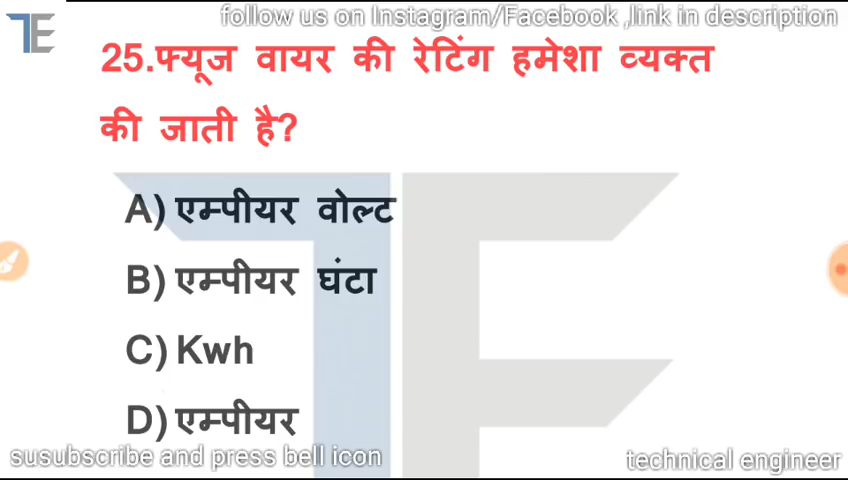 follow us on Instagram/Facebook ,link in description
TE
25.फ्यूज वायर की रेटिंग हमेशा व्यक्त
की जाती है?
A) एम्पीयर वोल्ट
B) एम्पीयर घंटा
C) Kwh
D) एम्पीयर
susubscribe and press bell icon
technical engineer